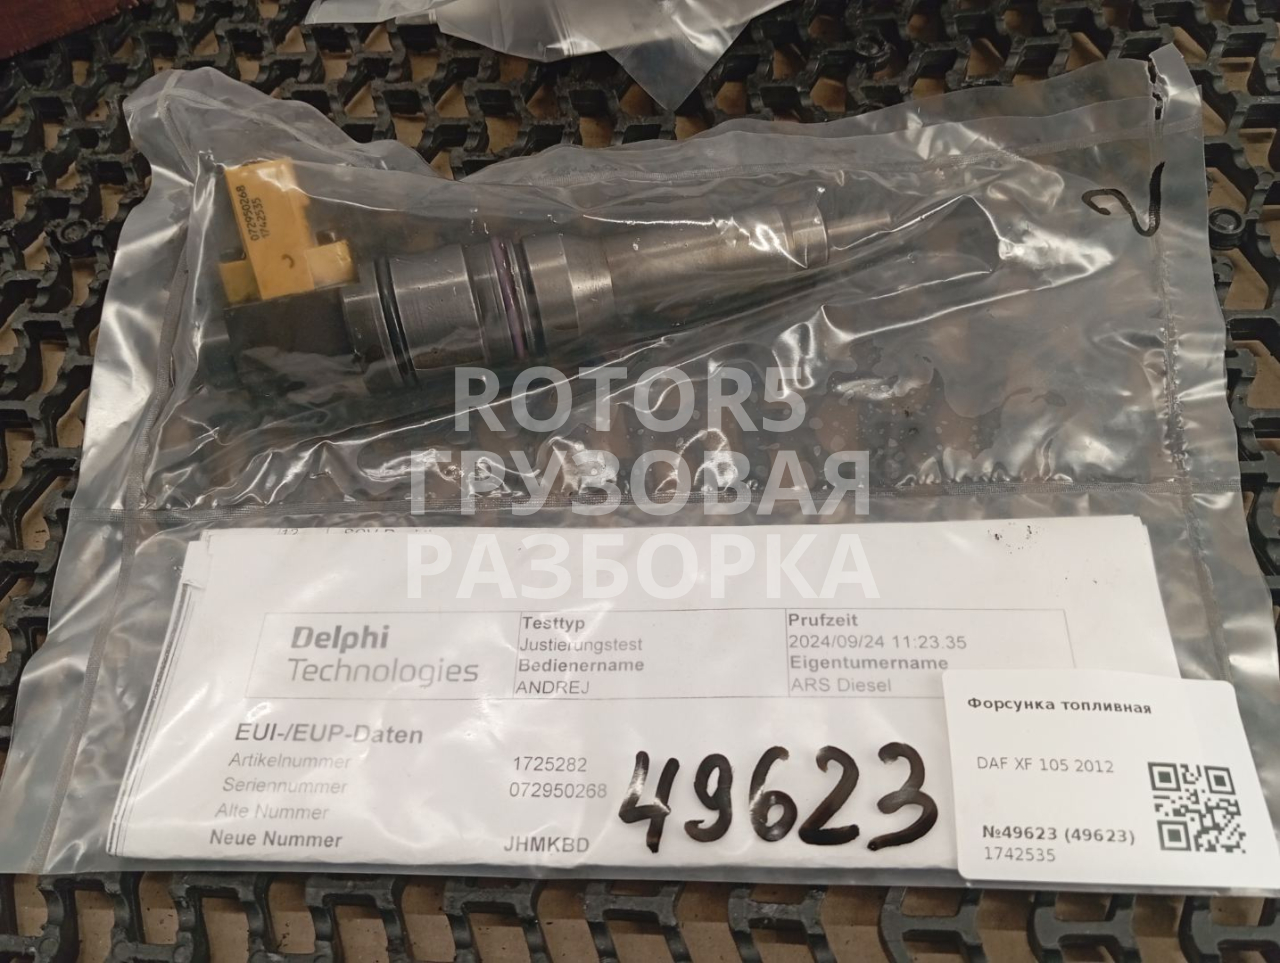 072950268
1742535
2
ROTOR5
ГРУЗОВАЯ
РАЗБОРКА
Delphi
Technologies
Testtyp
Justierungstest
Bedienername
ANDREJ
Prufzeit
2024/09/24 11:23.35
Eigentumername
ARS Diesel
EUI-/EUP-Daten
Artikelnummer 1725282
Seriennummer 072950268
Alte Nummer
Neue Nummer JHMKBD
49623
Форсунка топливная
DAF XF 105 2012
№49623 (49623)
1742535